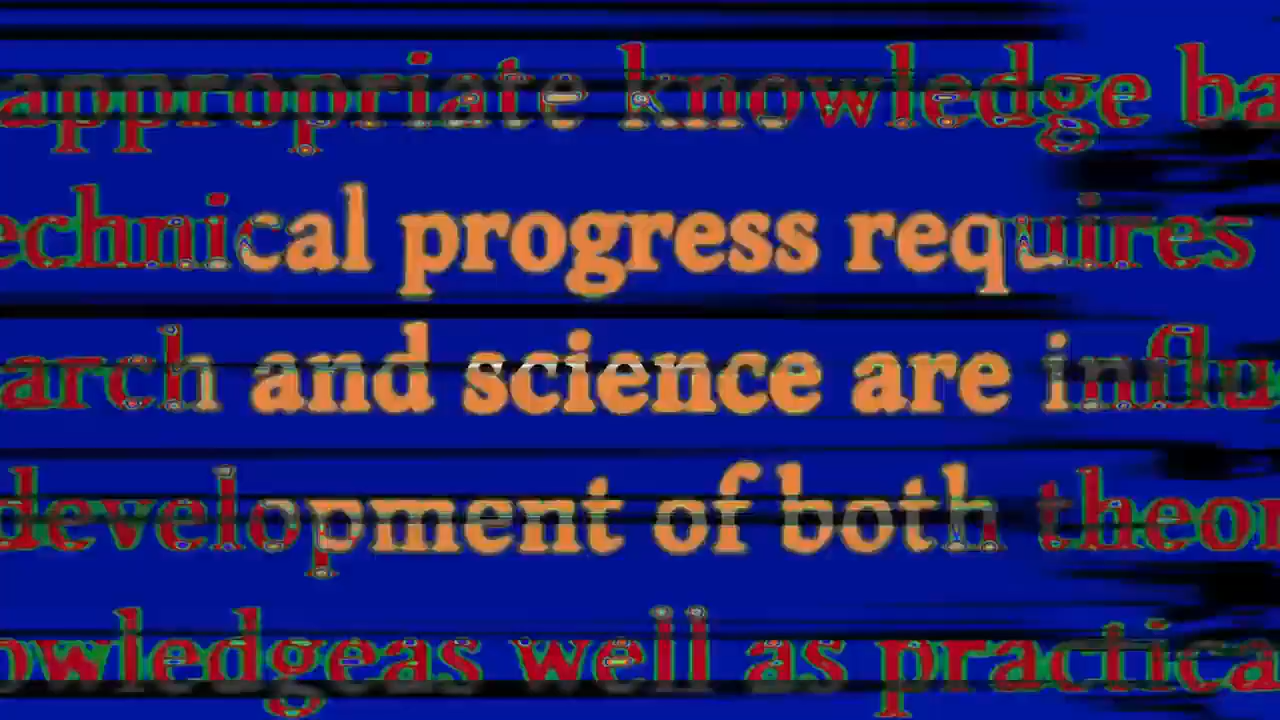 appropriate knowledge ba
echnical progress requires
arch and science are influ
development of both theor
owledgeas well as practica